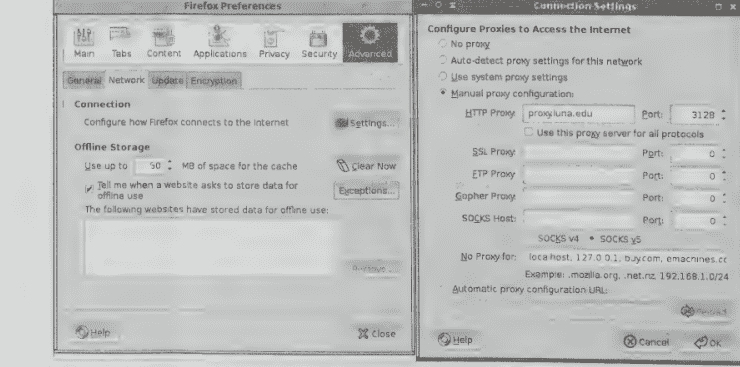 Firefox Preferences
Main Tabs Content Applications Privacy Security Advanced
General Network Update Encryption
Connection
Configure how Firefox connects to the Internet
Settings...
Offline Storage
Use up to 50 MB of space for the cache
Clear Now
Tell me when a website asks to store data for
offline use
Exceptions...
The following websites have stored data for offline use:
Help
Close
Connection Settings
Configure Proxies to Access the Internet
No proxy
Auto-detect proxy settings for this network
Use system proxy settings
Manual proxy configuration:
HTTP Proxy: proxy.luna.edu Port: 3128
Use this proxy server for all protocols
SSL Proxy: Port: 0
FTP Proxy: Port: 0
Gopher Proxy: Port: 0
SOCKS Host: Port: 0
SOCKS v4 SOCKS v5
No Proxy for: localhost, 127.0.0.1, buy.com, emachines.cc
Example: .mozilla.org, .net.nz, 192.168.1.0/24
Automatic proxy configuration URL:
Reload
Help
Cancel
OK